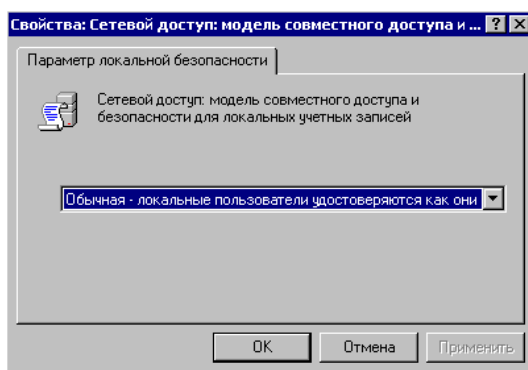 Свойства: Сетевой доступ: модель совместного доступа и ...
Параметр локальной безопасности
Сетевой доступ: модель совместного доступа и
безопасности для локальных учетных записей
Обычная - локальные пользователи удостоверяются как они
OK
Отмена
Применить